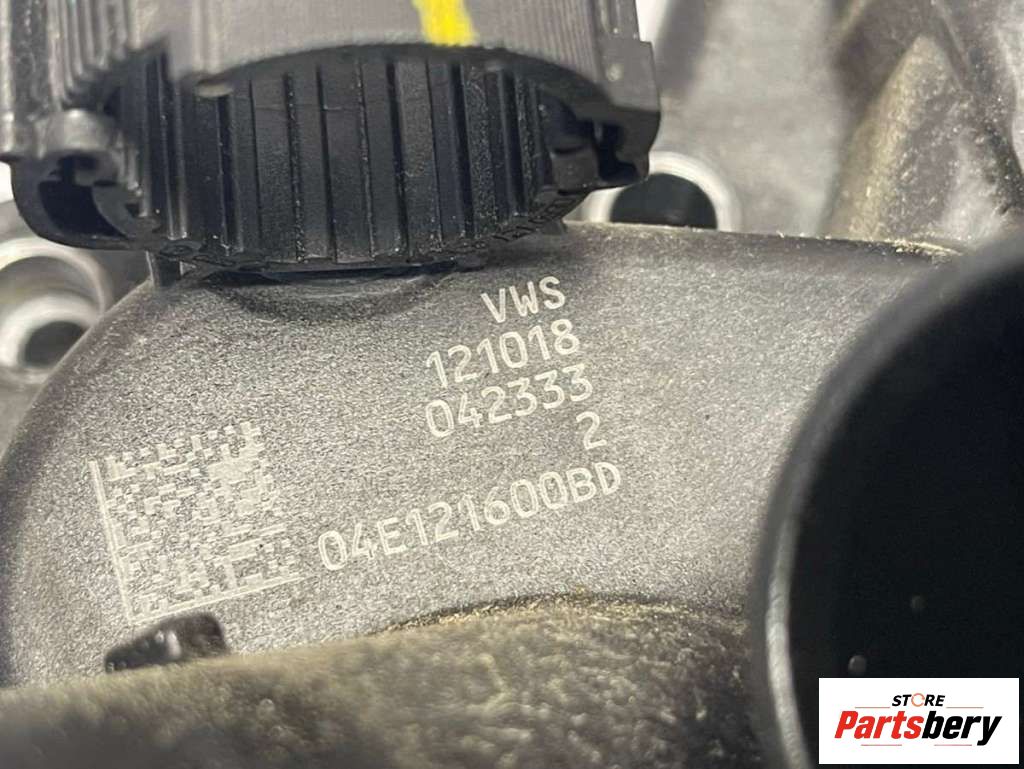 VWS
121018
042333
2
04E121600BD
STORE
Partsbery